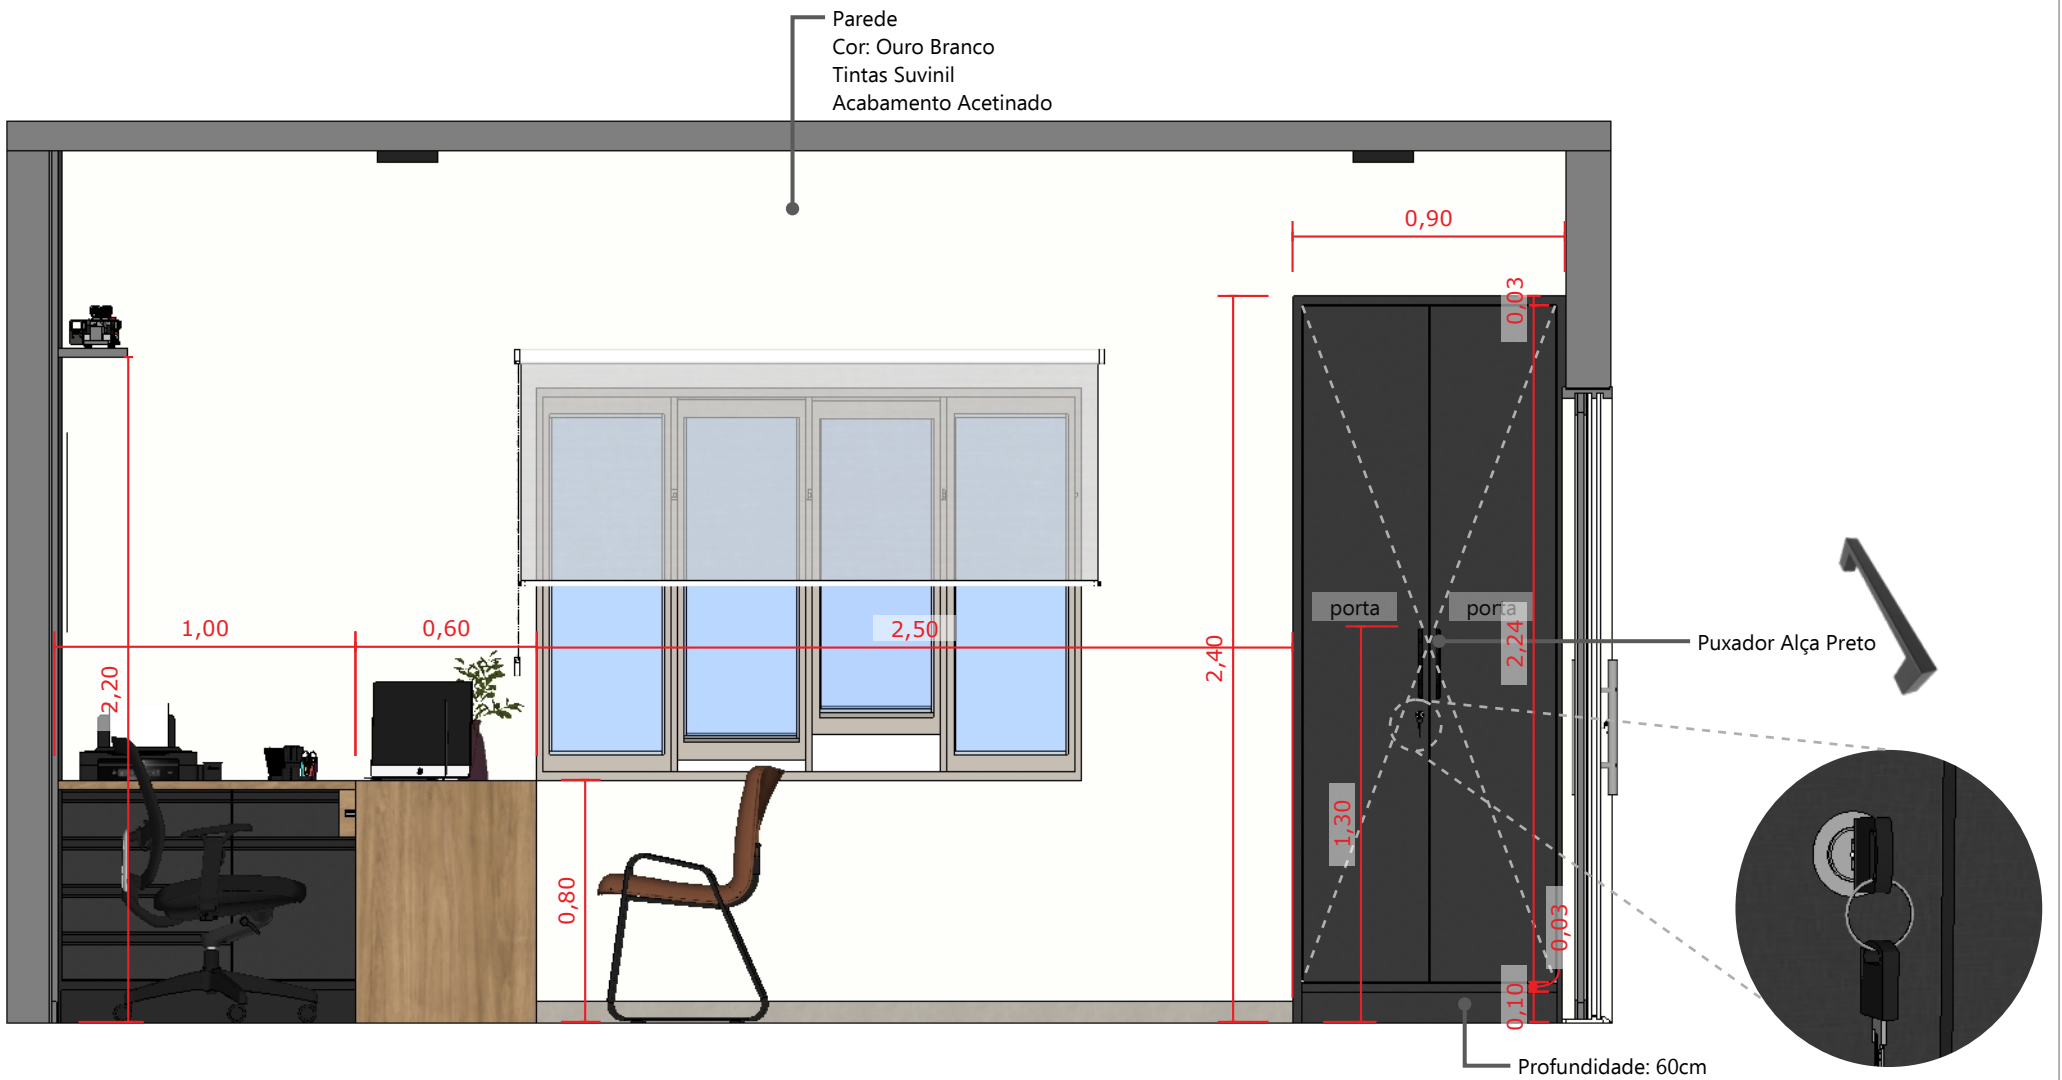 Parede
Cor: Ouro Branco
Tintas Suvinil
Acabamento Acetinado
0,90
0,03
porta
porta
1,00
0,60
2,50
2,40
2,24
Puxador Alça Preto
2,20
1,30
0,80
0,03
0,10
Profundidade: 60cm